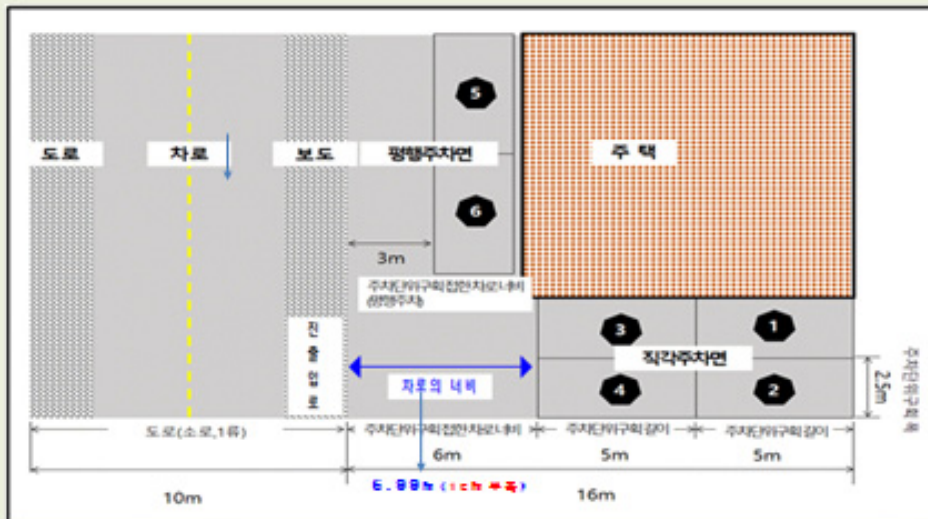 5
도로
차로
보도
평행주차면
주 택
6
3m
주차단위구획접한차로너비
(평행주차)
진출입로
3
1
직각주차면
4
2
차로의 너비
2.5m
주차단위구획 폭
도로(소로,1류)
주차단위구획접한차로너비
주차단위구획길이
주차단위구획길이
6m
5m
5m
10m
16m